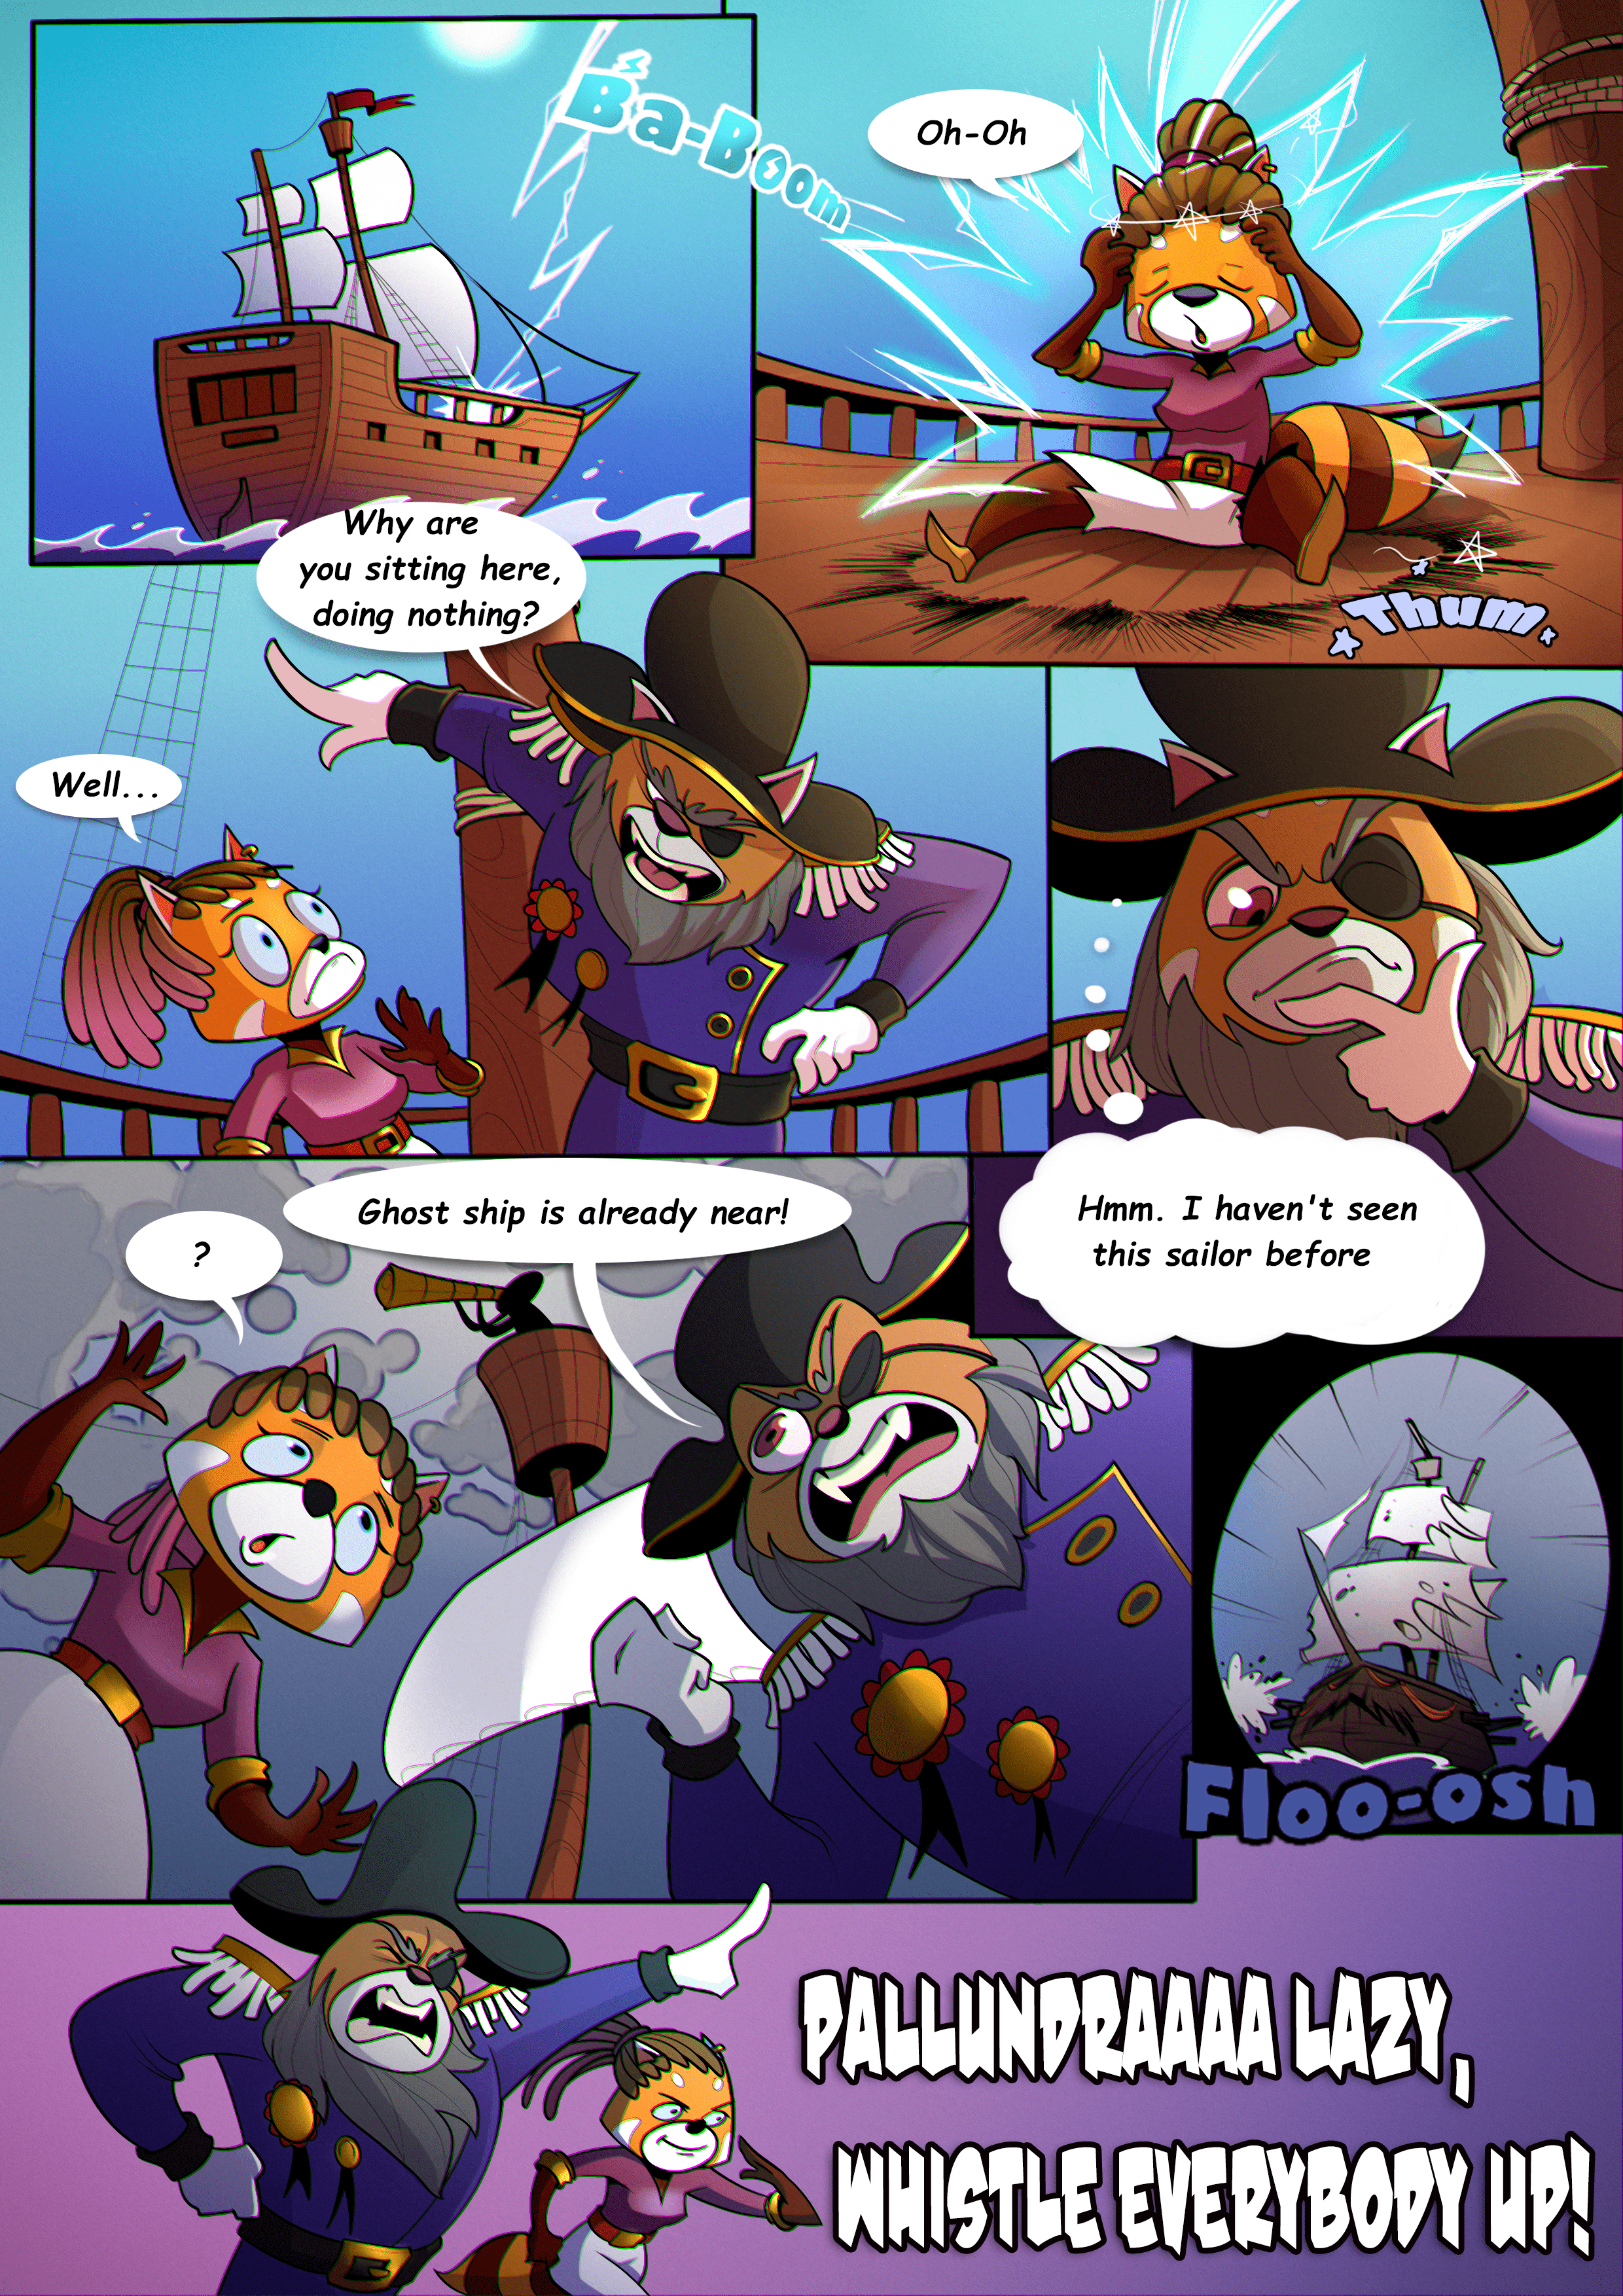 Ba-Boom
Oh-Oh
Thum
Why are
you sitting here,
doing nothing?
Well...
Hmm. I haven't seen
this sailor before
Ghost ship is already near!
?
Floo-osh
PALLUNDRAAAA LAZY,
WHISTLE EVERYBODY UP!